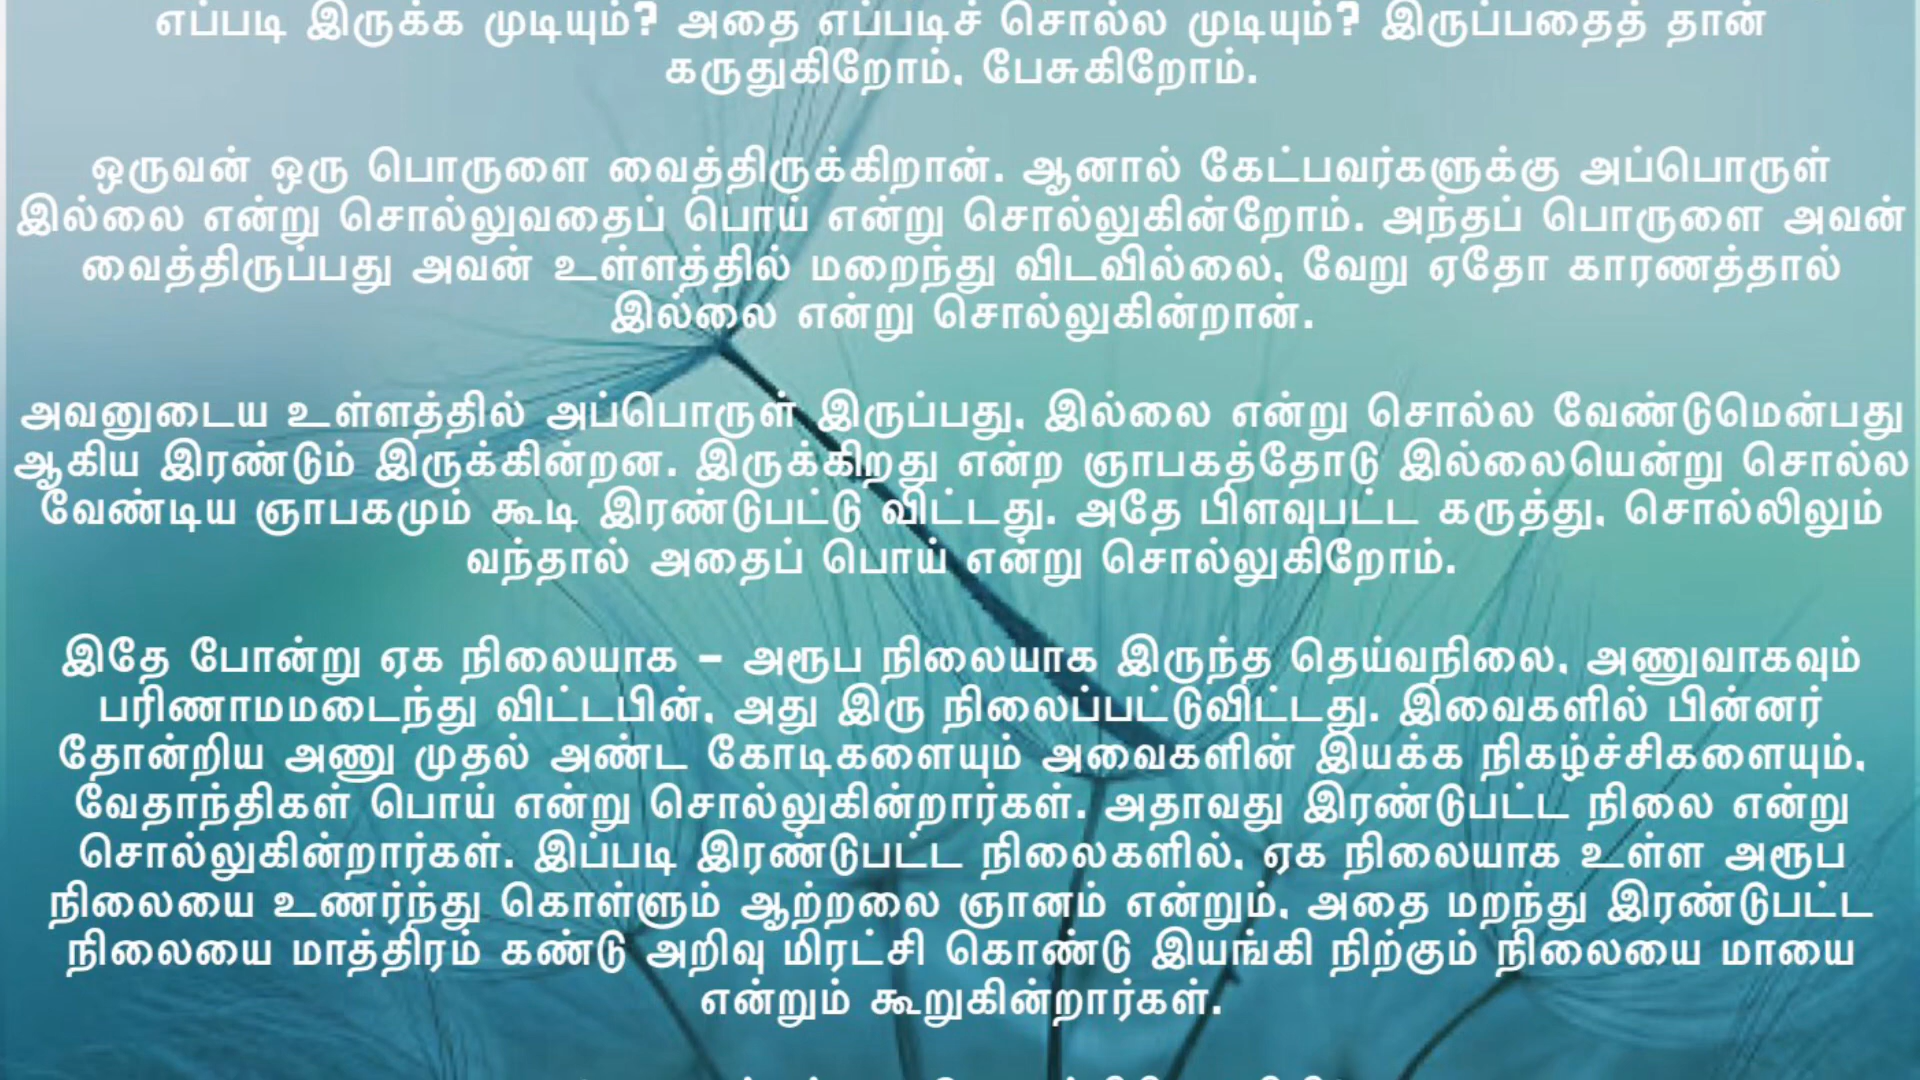 எப்படி இருக்க முடியும்? அதை எப்படிச் சொல்ல முடியும்? இருப்பதைத் தான்
கருதுகிறோம், பேசுகிறோம்.
ஒருவன் ஒரு பொருளை வைத்திருக்கிறான். ஆனால் கேட்பவர்களுக்கு அப்பொருள்
இல்லை என்று சொல்லுவதைப் பொய் என்று சொல்லுகின்றோம். அந்தப் பொருளை அவன்
வைத்திருப்பது அவன் உள்ளத்தில் மறைந்து விடவில்லை, வேறு ஏதோ காரணத்தால்
இல்லை என்று சொல்லுகின்றான்.
அவனுடைய உள்ளத்தில் அப்பொருள் இருப்பது, இல்லை என்று சொல்ல வேண்டுமென்பது
ஆகிய இரண்டும் இருக்கின்றன. இருக்கிறது என்ற ஞாபகத்தோடு இல்லையென்று சொல்ல
வேண்டிய ஞாபகமும் கூடி இரண்டுபட்டு விட்டது. அதே பிளவுபட்ட கருத்து, சொல்லிலும்
வந்தால் அதைப் பொய் என்று சொல்லுகிறோம்.
இதே போன்று ஏக நிலையாக – அரூப நிலையாக இருந்த தெய்வநிலை, அணுவாகவும்
பரிணாமமடைந்து விட்டபின், அது இரு நிலைப்பட்டுவிட்டது. இவைகளில் பின்னர்
தோன்றிய அணு முதல் அண்ட கோடிகளையும் அவைகளின் இயக்க நிகழ்ச்சிகளையும்,
வேதாந்திகள் பொய் என்று சொல்லுகின்றார்கள். அதாவது இரண்டுபட்ட நிலை என்று
சொல்லுகின்றார்கள். இப்படி இரண்டுபட்ட நிலைகளில், ஏக நிலையாக உள்ள அரூப
நிலையை உணர்ந்து கொள்ளும் ஆற்றலை ஞானம் என்றும், அதை மறந்து இரண்டுபட்ட
நிலையை மாத்திரம் கண்டு அறிவு மிரட்சி கொண்டு இயங்கி நிற்கும் நிலையை மாயை
என்றும் கூறுகின்றார்கள்.